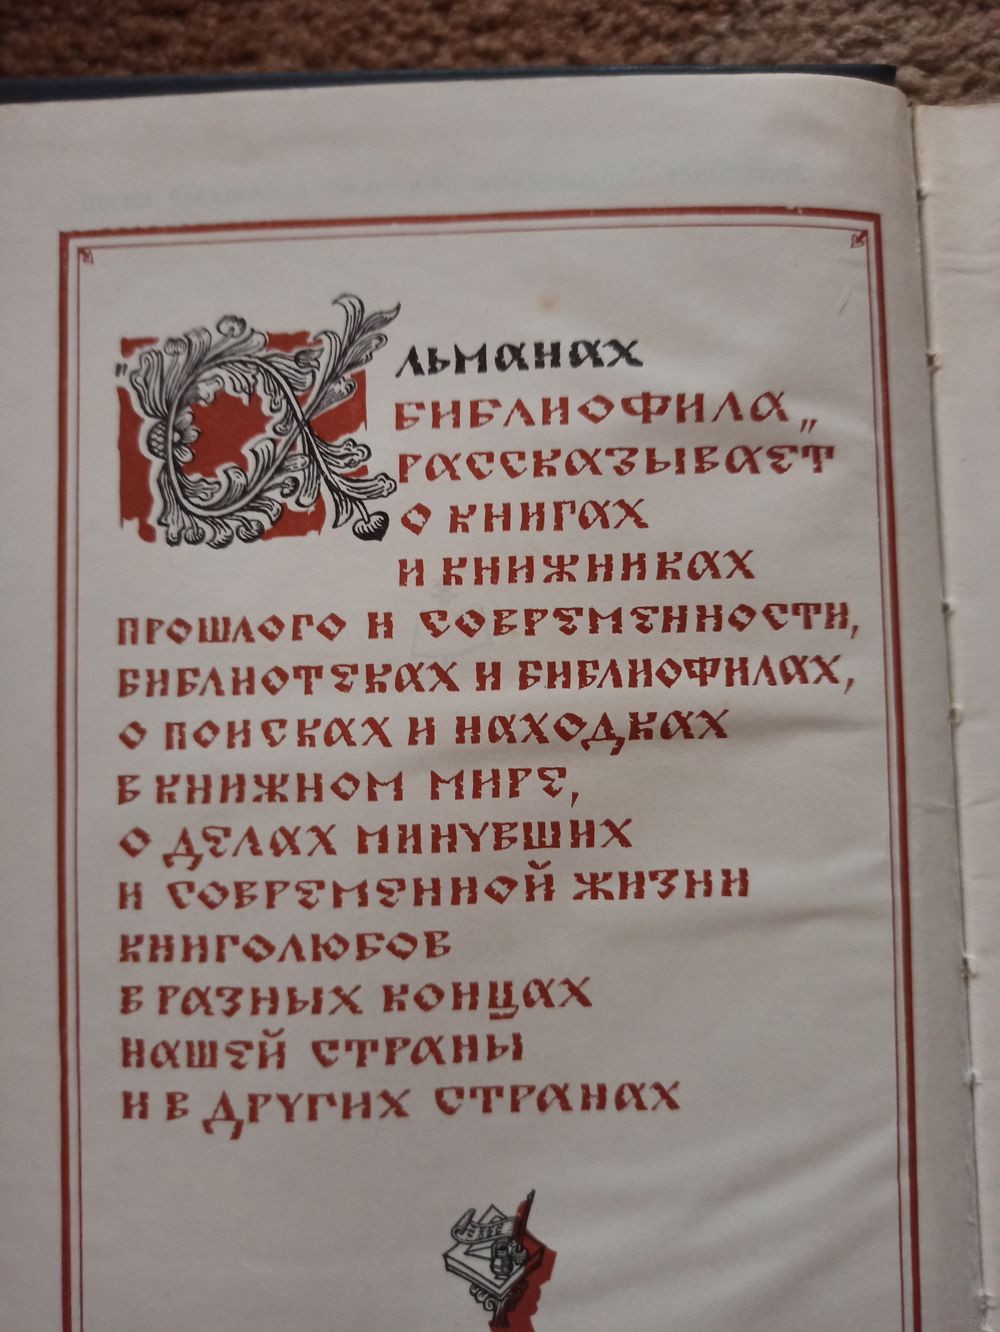 "Альманах
библиофила"
рассказывает
о книгах
и книжниках
прошлого и современности,
библиотеках и библиофилах,
о поисках и находках
в книжном мире,
о делах минувших
и современной жизни
книголюбов
в разных концах
нашей страны
и в других странах